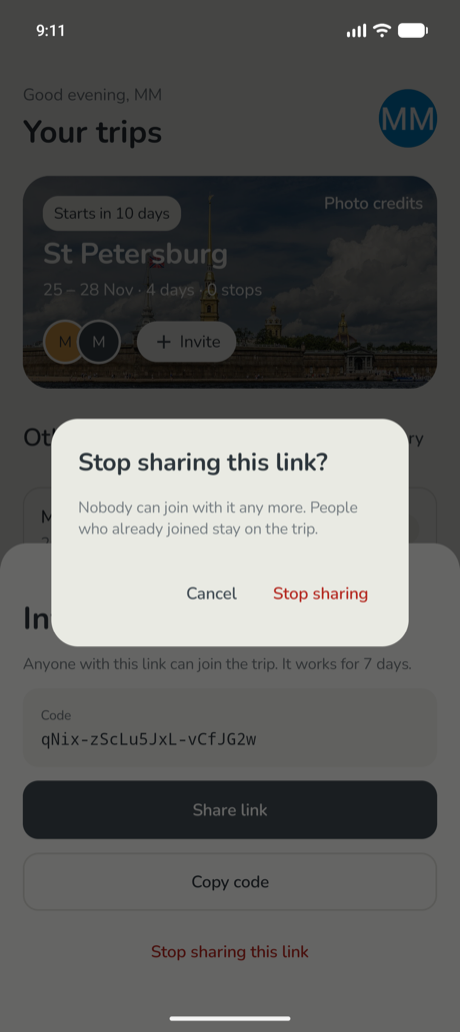 9:11
Good evening, MM
Your trips
MM
Starts in 10 days
Photo credits
St Petersburg
25 – 28 Nov · 4 days · 0 stops
M
M
+ Invite
Stop sharing this link?
Nobody can join with it any more. People
who already joined stay on the trip.
Cancel
Stop sharing
Anyone with this link can join the trip. It works for 7 days.
Code
qNix-zScLu5JxL-vCfJG2w
Share link
Copy code
Stop sharing this link